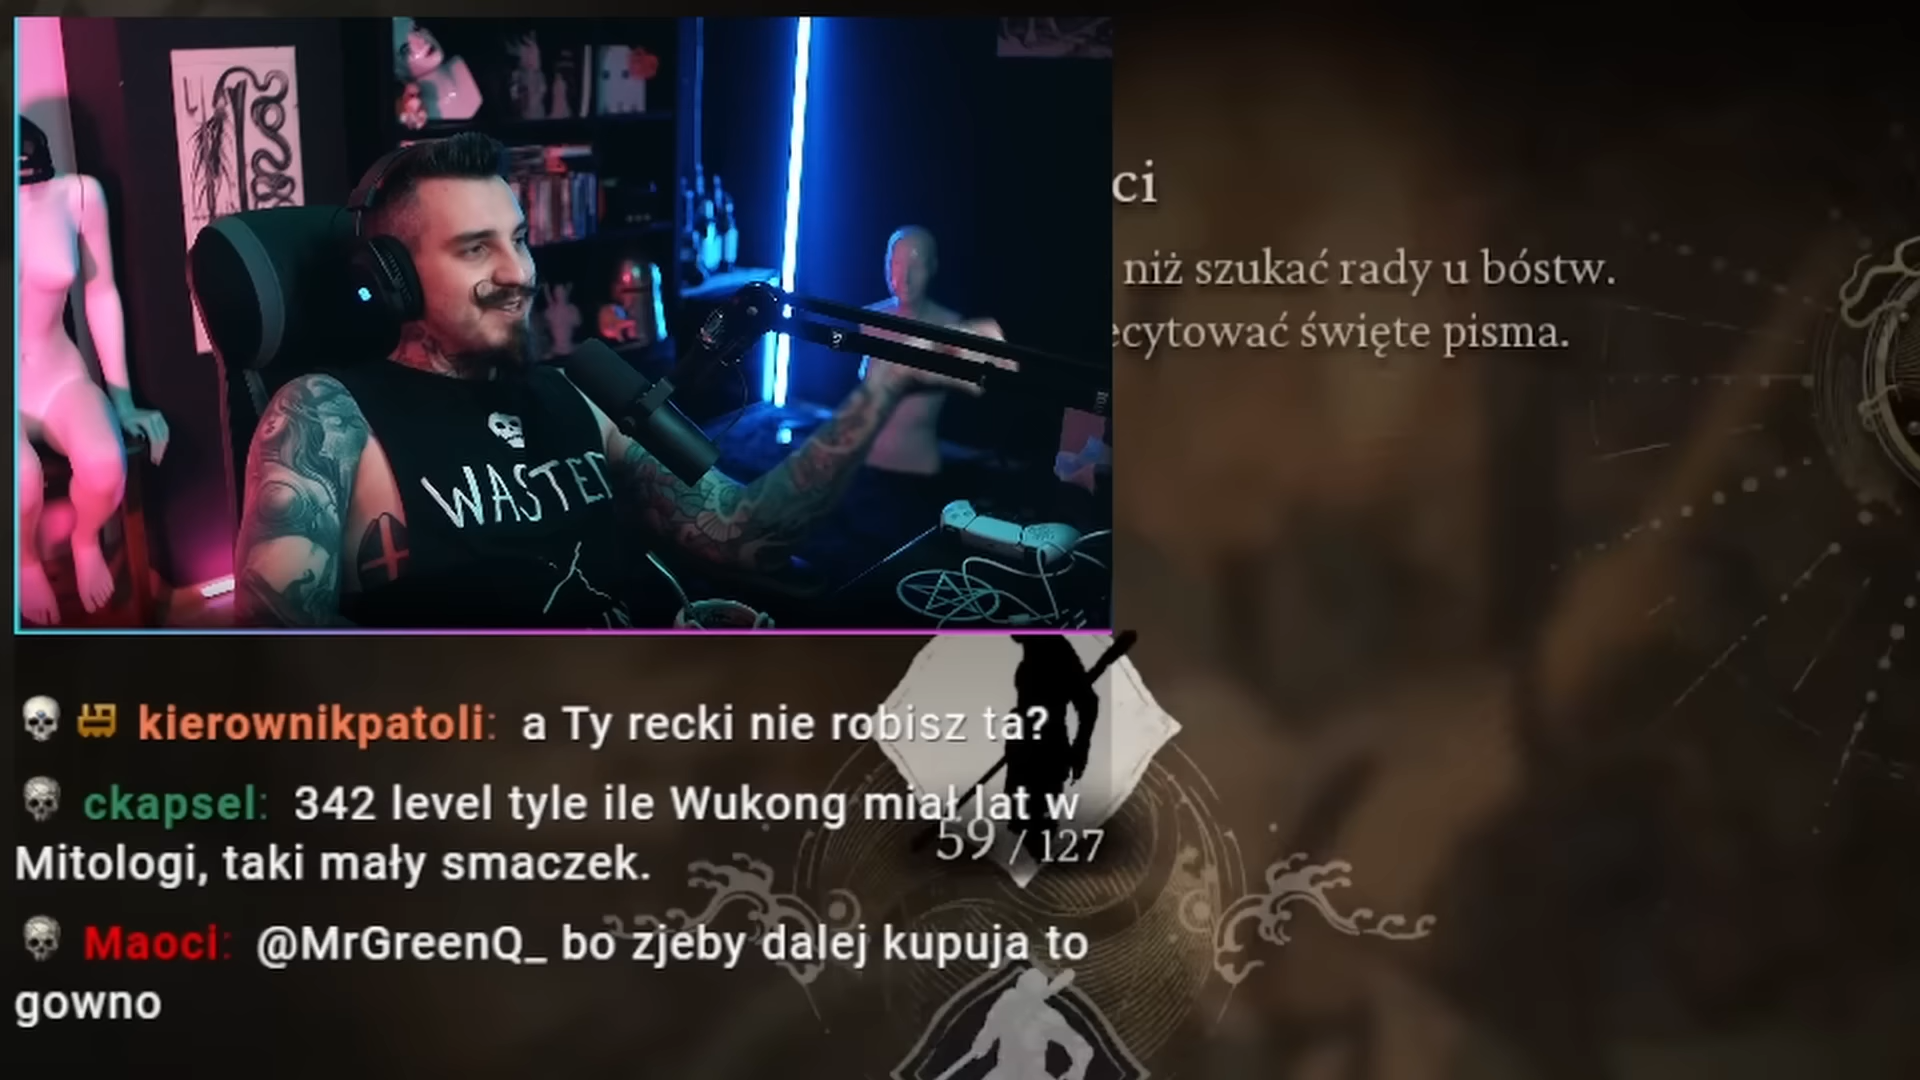 WASTED
ci
niż szukać rady u bóstw.
ecytować święte pisma.
kierownikpatoli: a Ty recki nie robisz ta?
ckapsel: 342 level tyle ile Wukong miał lat w
Mitologi, taki mały smaczek.
59 / 127
Maoci: @MrGreenQ_ bo zjeby dalej kupuja to
gowno